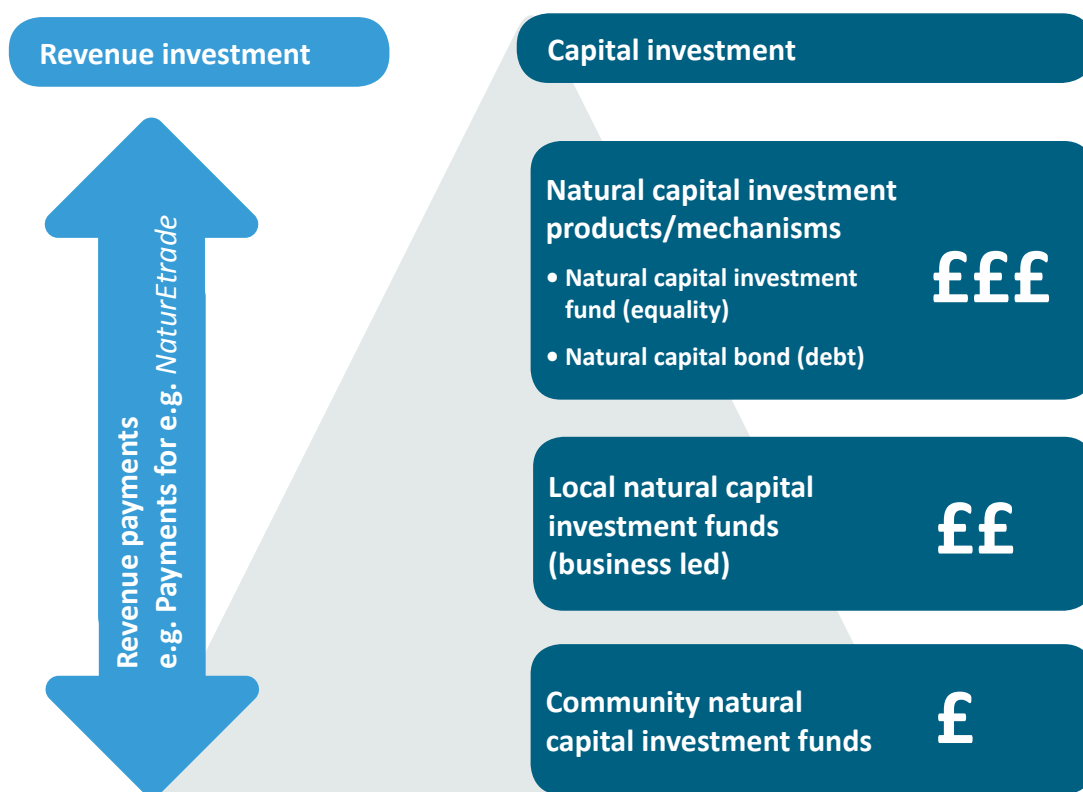 Revenue investment
Revenue payments
e.g. Payments for e.g. NaturEtrade
Capital investment
Natural capital investment
products/mechanisms
• Natural capital investment
fund (equality)
• Natural capital bond (debt)
£££
Local natural capital
investment funds
(business led)
££
Community natural
capital investment funds
£